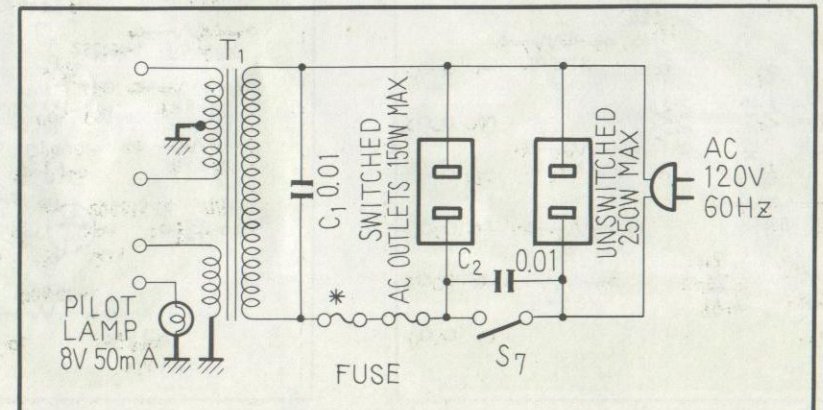 T1
C1 0.01
SWITCHED
AC OUTLETS 150W MAX
UNSWITCHED
250W MAX
AC
120V
60Hz
C2 0.01
*
S7
FUSE
PILOT
LAMP
8V 50mA